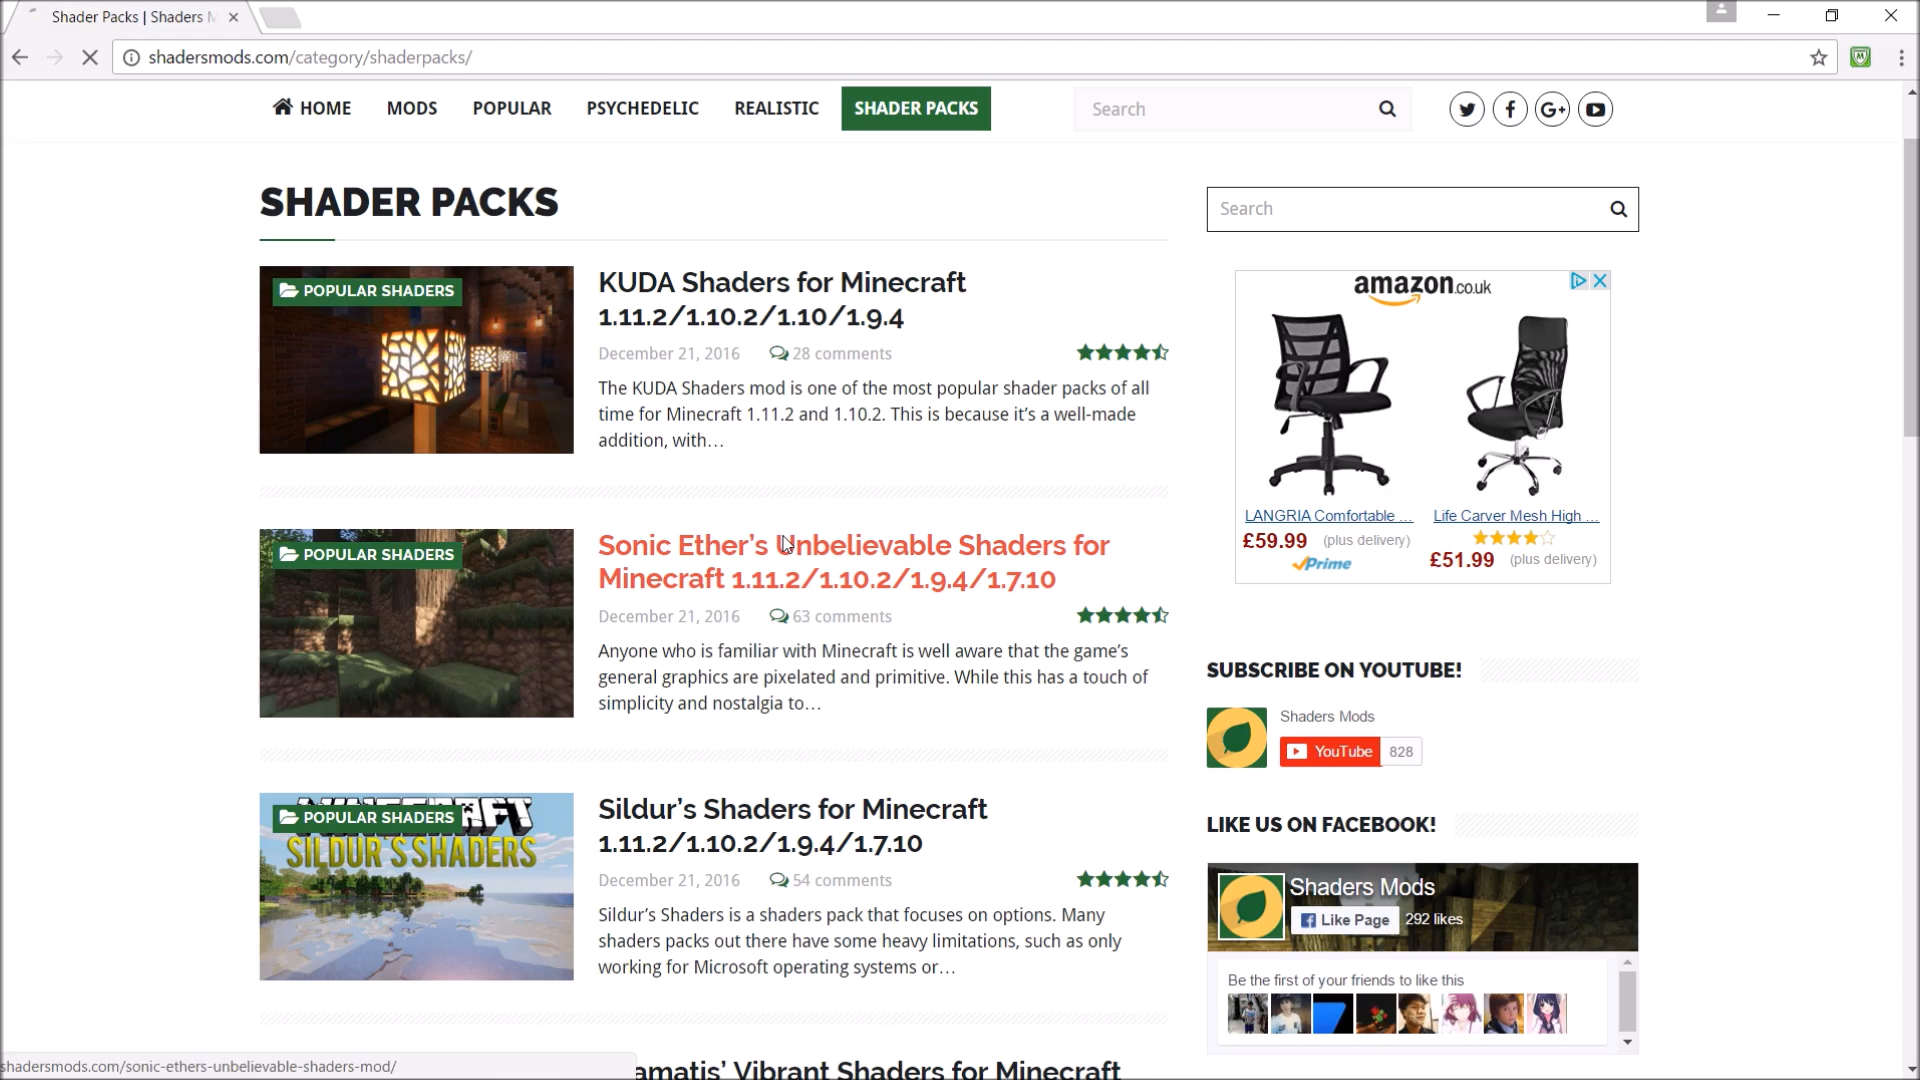 Shader Packs | Shaders M
shadersmods.com/category/shaderpacks/
HOME MODS POPULAR PSYCHEDELIC REALISTIC SHADER PACKS Search
SHADER PACKS
Search
POPULAR SHADERS
KUDA Shaders for Minecraft
1.11.2/1.10.2/1.10/1.9.4
December 21, 2016 28 comments
The KUDA Shaders mod is one of the most popular shader packs of all
time for Minecraft 1.11.2 and 1.10.2. This is because it’s a well-made
addition, with…
amazon.co.uk
LANGRIA Comfortable ...
£59.99 (plus delivery)
Prime
Life Carver Mesh High ...
£51.99 (plus delivery)
POPULAR SHADERS
Sonic Ether’s Unbelievable Shaders for
Minecraft 1.11.2/1.10.2/1.9.4/1.7.10
December 21, 2016 63 comments
Anyone who is familiar with Minecraft is well aware that the game’s
general graphics are pixelated and primitive. While this has a touch of
simplicity and nostalgia to…
SUBSCRIBE ON YOUTUBE!
Shaders Mods
YouTube 828
POPULAR SHADERS
MINECRAFT
SILDUR'S SHADERS
Sildur’s Shaders for Minecraft
1.11.2/1.10.2/1.9.4/1.7.10
December 21, 2016 54 comments
Sildur’s Shaders is a shaders pack that focuses on options. Many
shaders packs out there have some heavy limitations, such as only
working for Microsoft operating systems or…
LIKE US ON FACEBOOK!
Shaders Mods
Like Page 292 likes
Be the first of your friends to like this
shadersmods.com/sonic-ethers-unbelievable-shaders-mod/
amatis’ Vibrant Shaders for Minecraft